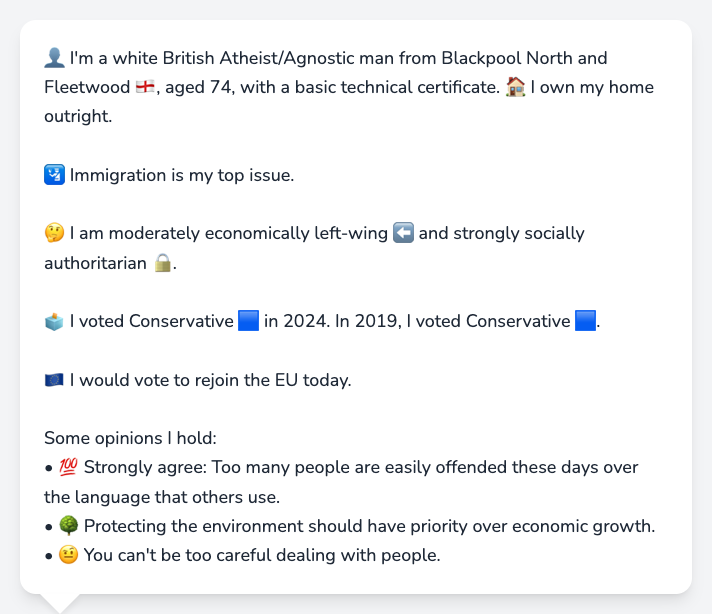 👤 I'm a white British Atheist/Agnostic man from Blackpool North and
Fleetwood 🏴󠁧󠁢󠁥󠁮󠁧󠁿, aged 74, with a basic technical certificate. 🏠 I own my home
outright.
🛂 Immigration is my top issue.
🤔 I am moderately economically left-wing ⬅️ and strongly socially
authoritarian 🔒.
🗳️ I voted Conservative 🟦 in 2024. In 2019, I voted Conservative 🟦.
🇪🇺 I would vote to rejoin the EU today.
Some opinions I hold:
• 💯 Strongly agree: Too many people are easily offended these days over
the language that others use.
• 🌳 Protecting the environment should have priority over economic growth.
• 🤨 You can't be too careful dealing with people.